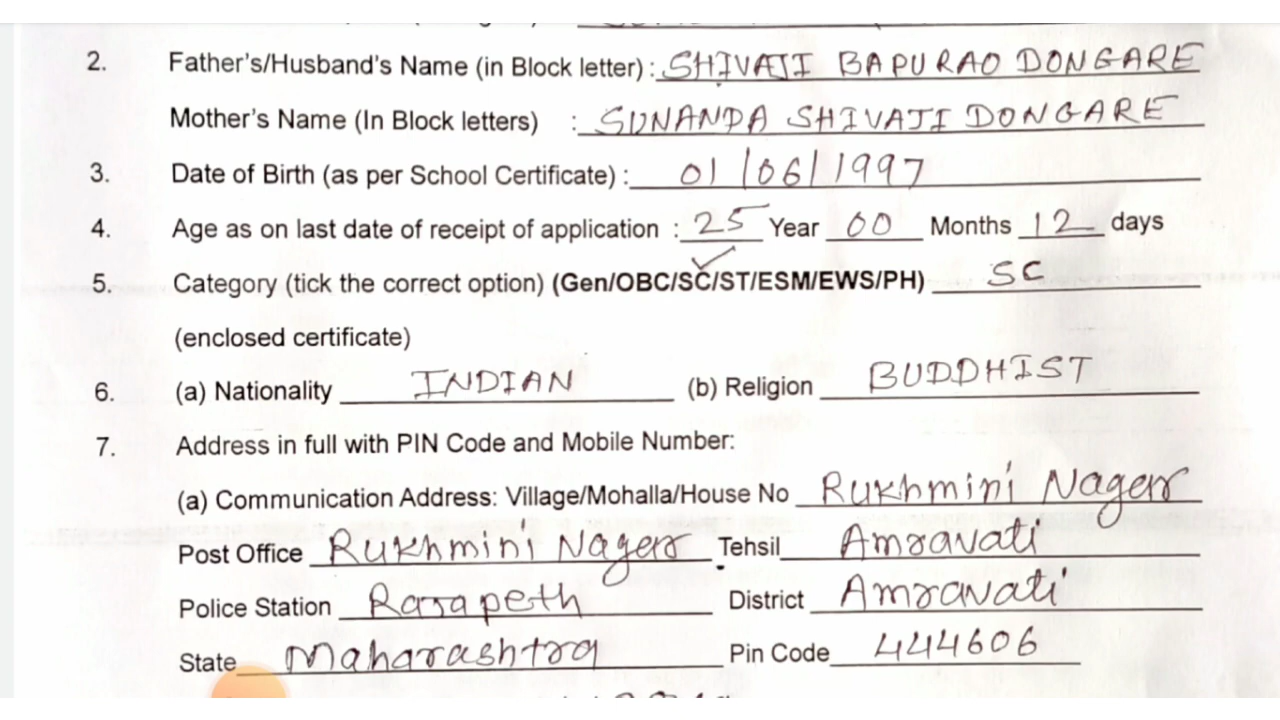 2. Father's/Husband's Name (in Block letter) : SHIVAJI BAPURAO DONGARE
Mother's Name (In Block letters) : SUNANDA SHIVAJI DONGARE
3. Date of Birth (as per School Certificate) : 01/06/1997
4. Age as on last date of receipt of application : 25 Year 00 Months 12 days
5. Category (tick the correct option) (Gen/OBC/SC/ST/ESM/EWS/PH) SC
(enclosed certificate)
6. (a) Nationality INDIAN (b) Religion BUDDHIST
7. Address in full with PIN Code and Mobile Number:
(a) Communication Address: Village/Mohalla/House No Rukhmini Nager
Post Office Rukhmini Nager Tehsil Amravati
Police Station Rajapeth District Amravati
State Maharashtra Pin Code 444606